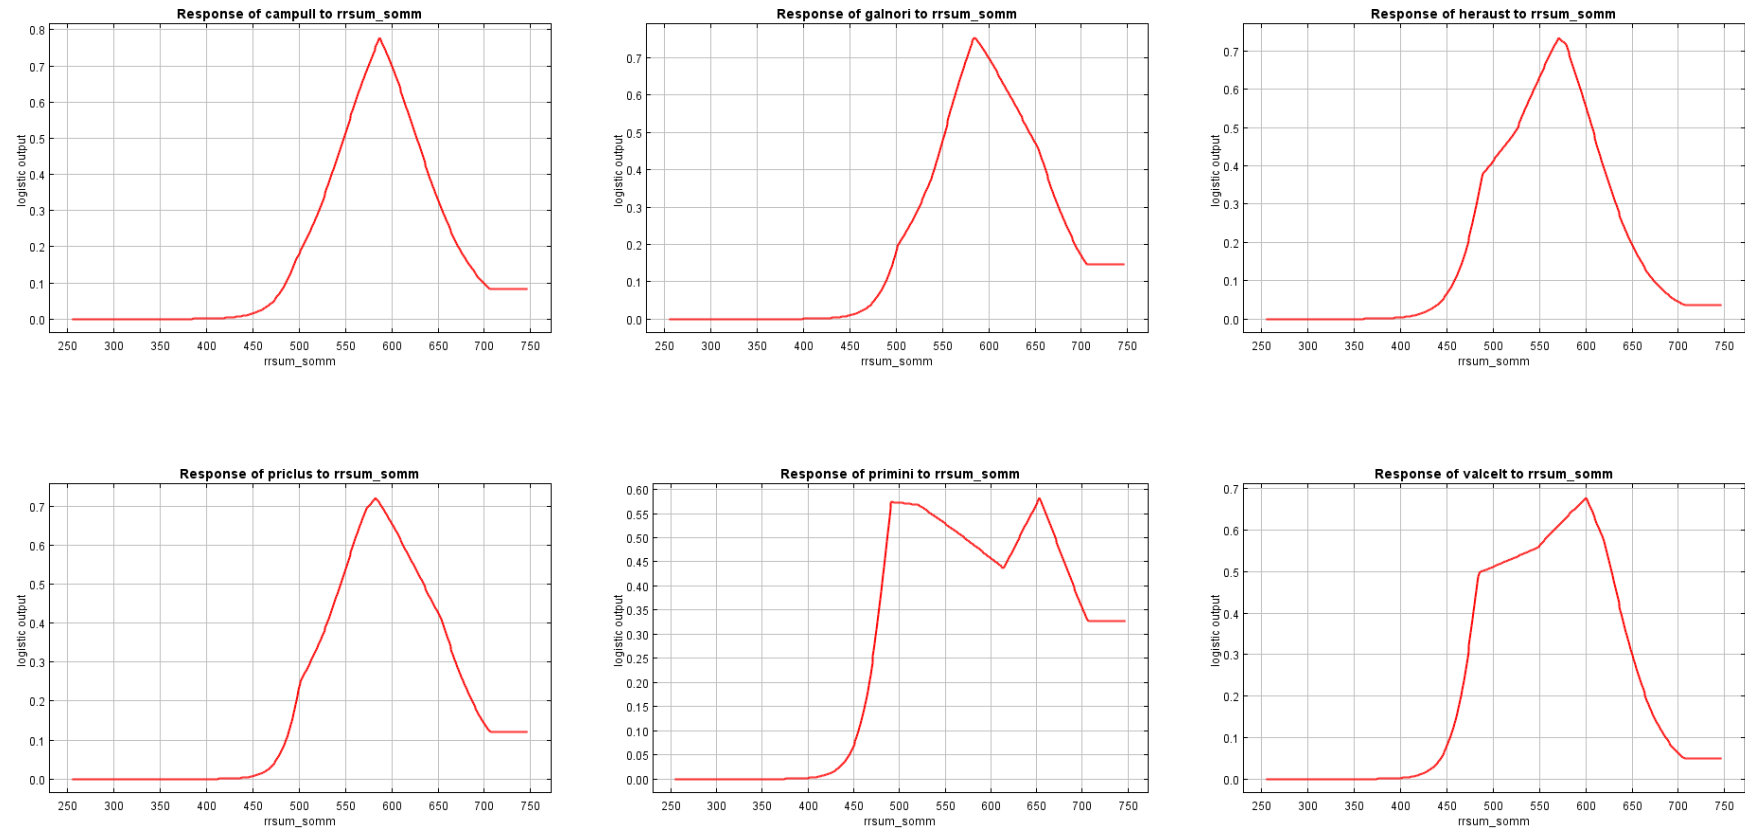 Response of campull to rrsum_somm
0.8
0.7
0.6
0.5
0.4
0.3
0.2
0.1
0.0
logistic output
250 300 350 400 450 500 550 600 650 700 750
rrsum_somm
Response of galnori to rrsum_somm
0.7
0.6
0.5
0.4
0.3
0.2
0.1
0.0
logistic output
250 300 350 400 450 500 550 600 650 700 750
rrsum_somm
Response of heraust to rrsum_somm
0.7
0.6
0.5
0.4
0.3
0.2
0.1
0.0
logistic output
250 300 350 400 450 500 550 600 650 700 750
rrsum_somm
Response of priclus to rrsum_somm
0.7
0.6
0.5
0.4
0.3
0.2
0.1
0.0
logistic output
250 300 350 400 450 500 550 600 650 700 750
rrsum_somm
Response of primini to rrsum_somm
0.60
0.55
0.50
0.45
0.40
0.35
0.30
0.25
0.20
0.15
0.10
0.05
0.00
logistic output
250 300 350 400 450 500 550 600 650 700 750
rrsum_somm
Response of valcelt to rrsum_somm
0.7
0.6
0.5
0.4
0.3
0.2
0.1
0.0
logistic output
250 300 350 400 450 500 550 600 650 700 750
rrsum_somm